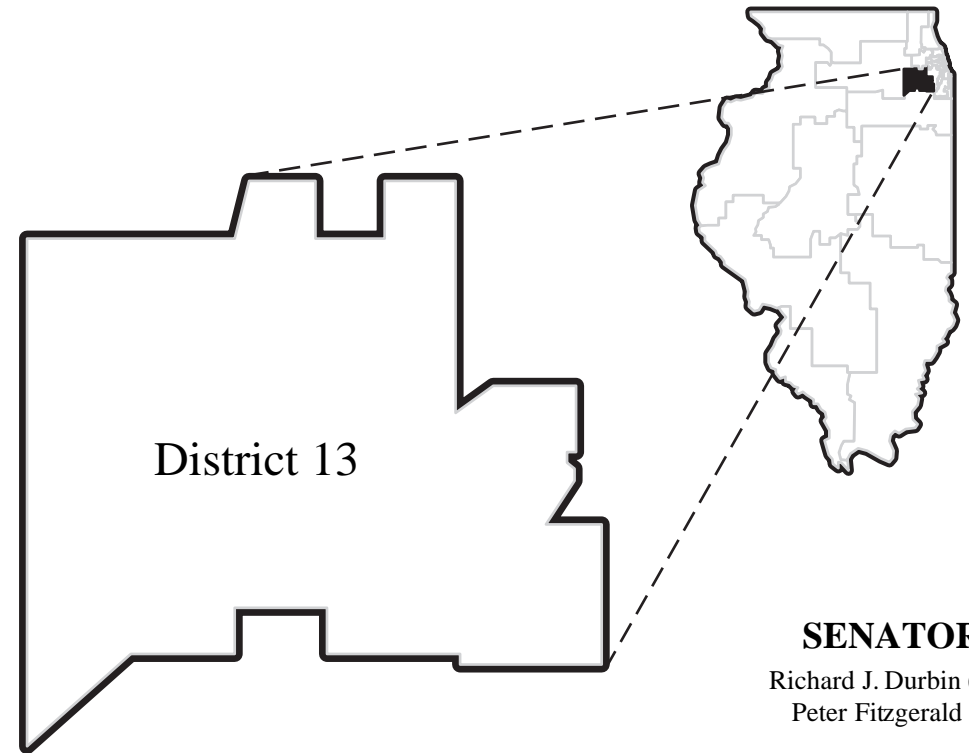 District 13
SENATOR
Richard J. Durbin (
Peter Fitzgerald